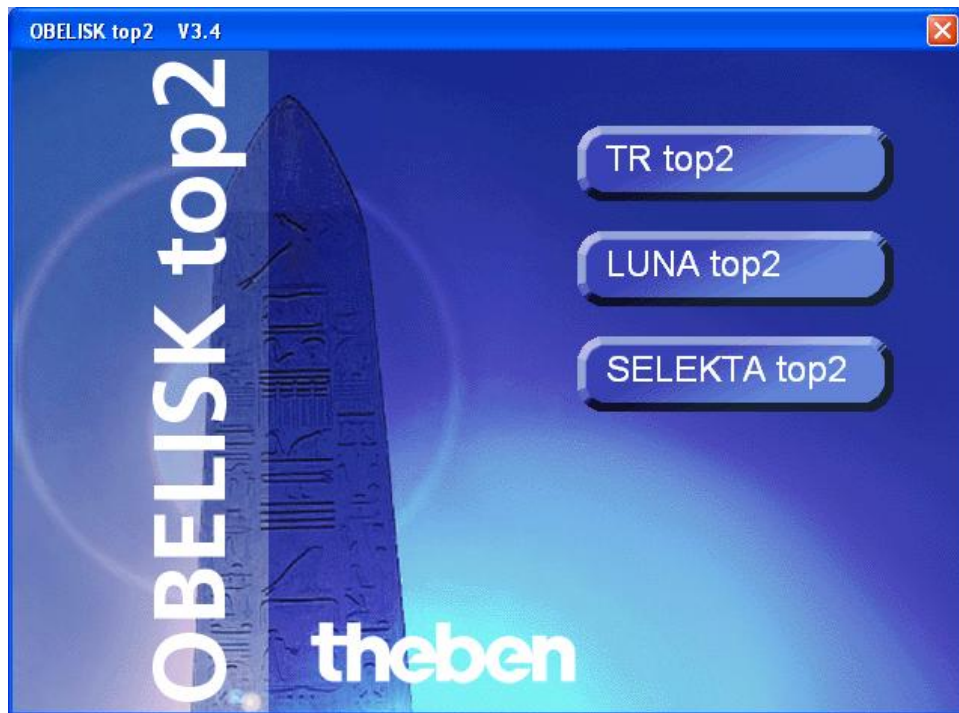 OBELISK top2 V3.4
OBELISK top2
TR top2
LUNA top2
SELEKTA top2
theben